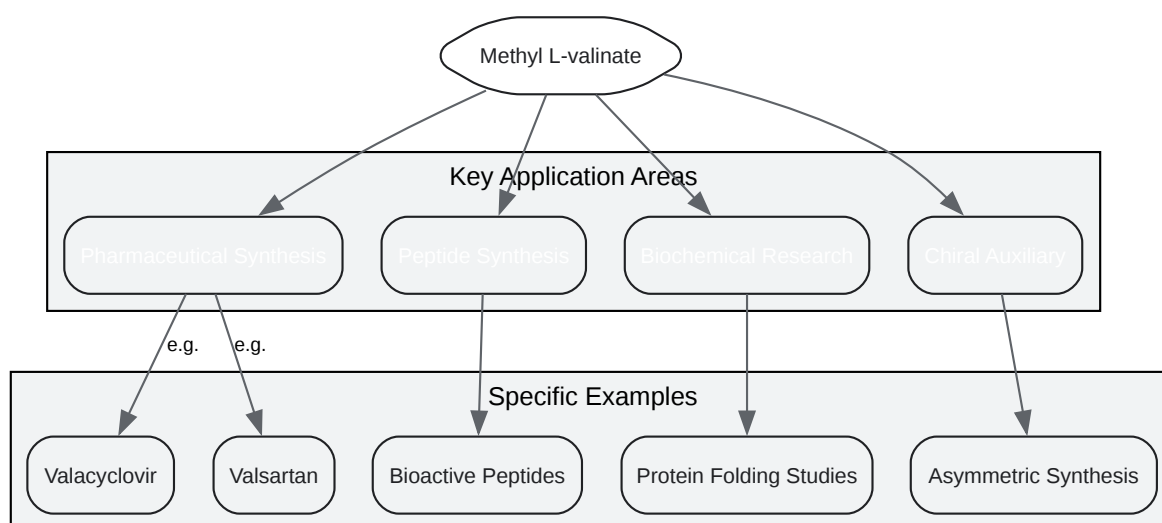 Methyl L-valinate
Key Application Areas
Pharmaceutical Synthesis
Peptide Synthesis
Biochemical Research
Chiral Auxiliary
e.g.
e.g.
Specific Examples
Valacyclovir
Valsartan
Bioactive Peptides
Protein Folding Studies
Asymmetric Synthesis